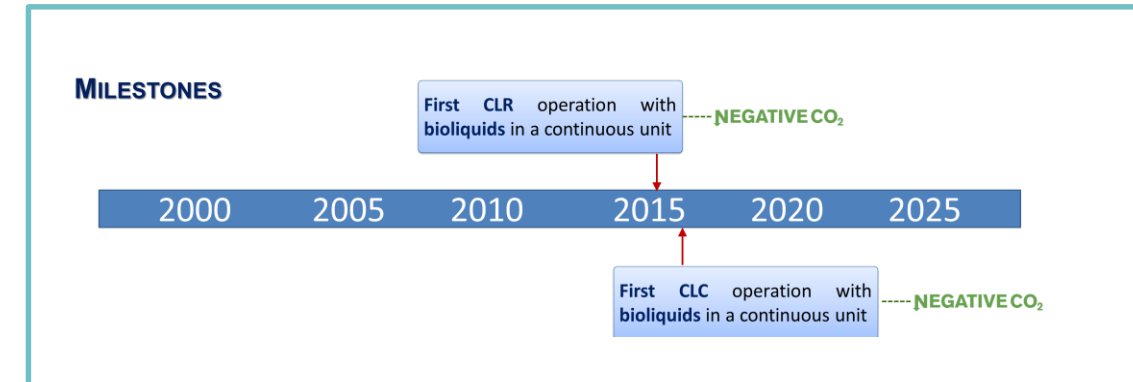 MILESTONES
First CLR operation with
bioliquids in a continuous unit
NEGATIVE CO₂
2000 2005 2010 2015 2020 2025
First CLC operation with
bioliquids in a continuous unit
NEGATIVE CO₂